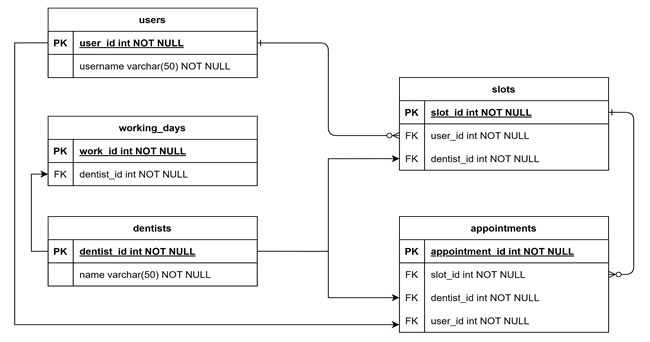 users
PK user_id int NOT NULL
username varchar(50) NOT NULL
working_days
PK work_id int NOT NULL
FK dentist_id int NOT NULL
dentists
PK dentist_id int NOT NULL
name varchar(50) NOT NULL
slots
PK slot_id int NOT NULL
FK user_id int NOT NULL
FK dentist_id int NOT NULL
appointments
PK appointment_id int NOT NULL
FK slot_id int NOT NULL
FK dentist_id int NOT NULL
FK user_id int NOT NULL